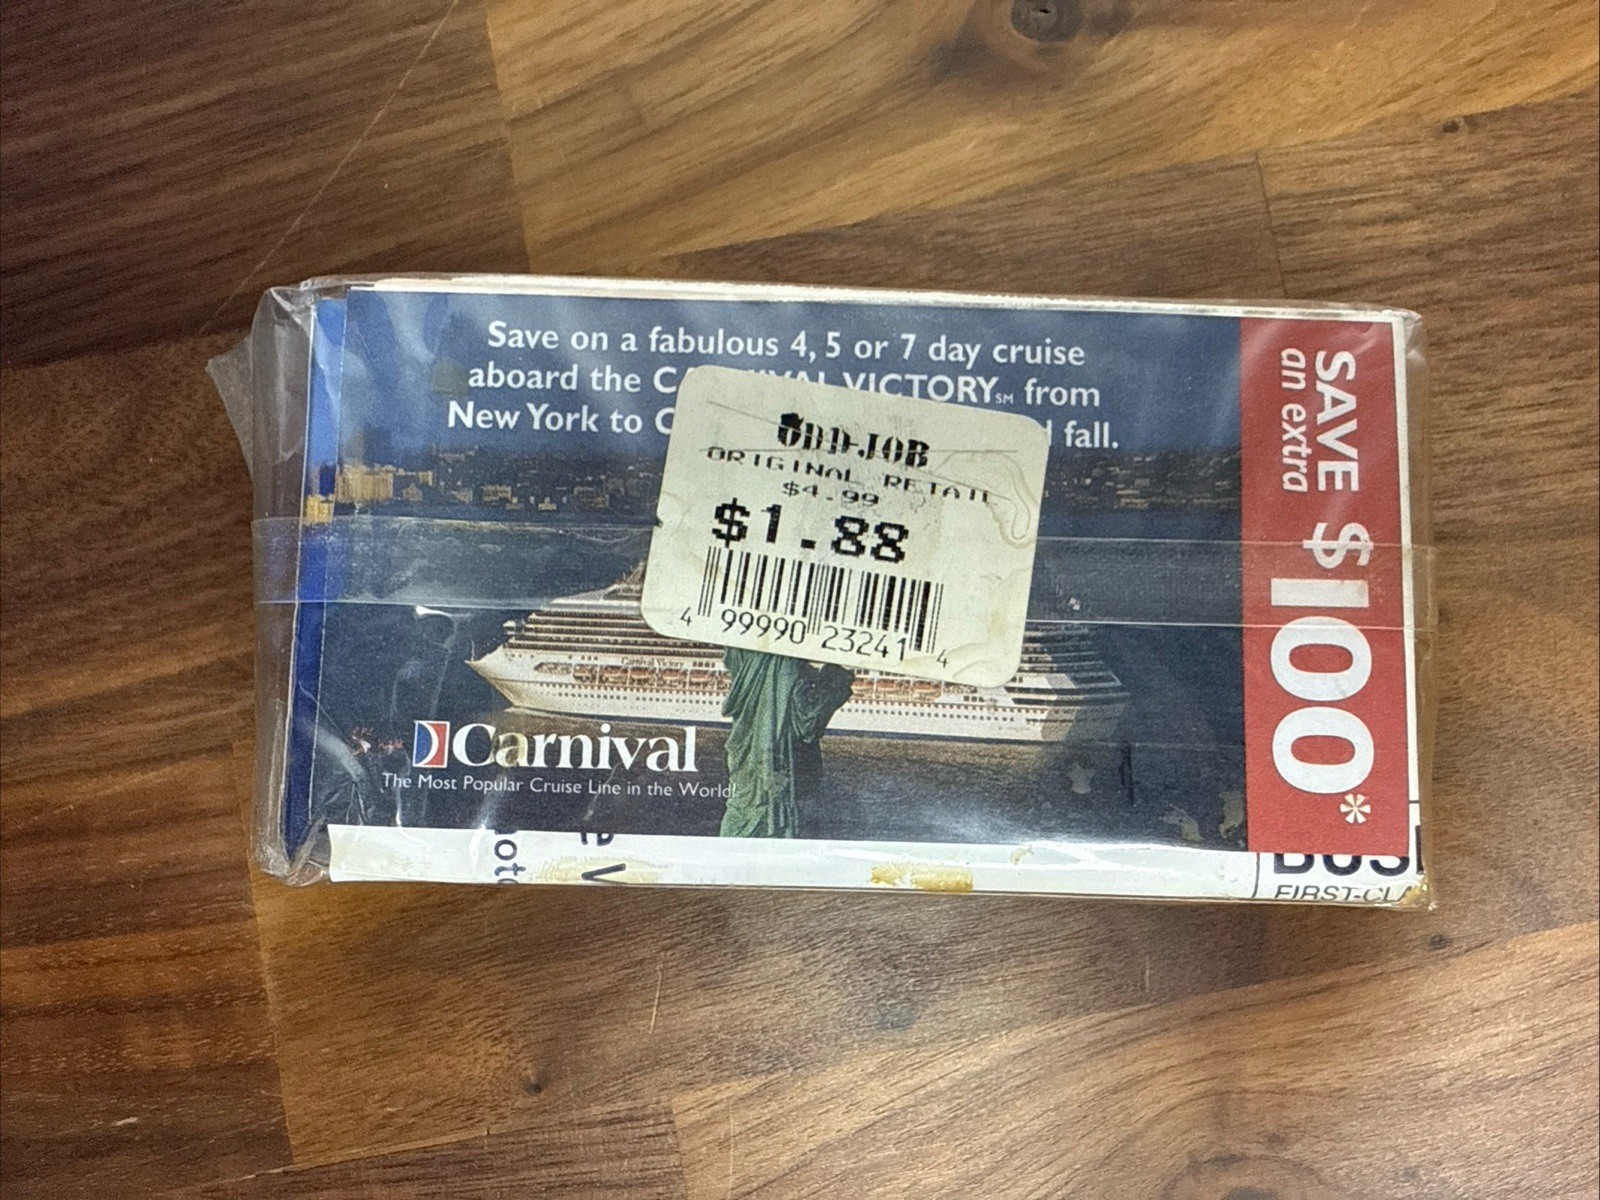 Save on a fabulous 4, 5 or 7 day cruise
aboard the CARNIVAL VICTORY℠ from
New York to
fall.
ODD-JOB
ORIGINAL RETAIL
$4.99
$1.88
4 99990 23241 4
Carnival Victory
Carnival
The Most Popular Cruise Line in the World!
SAVE $100*
an extra
FIRST-CLA